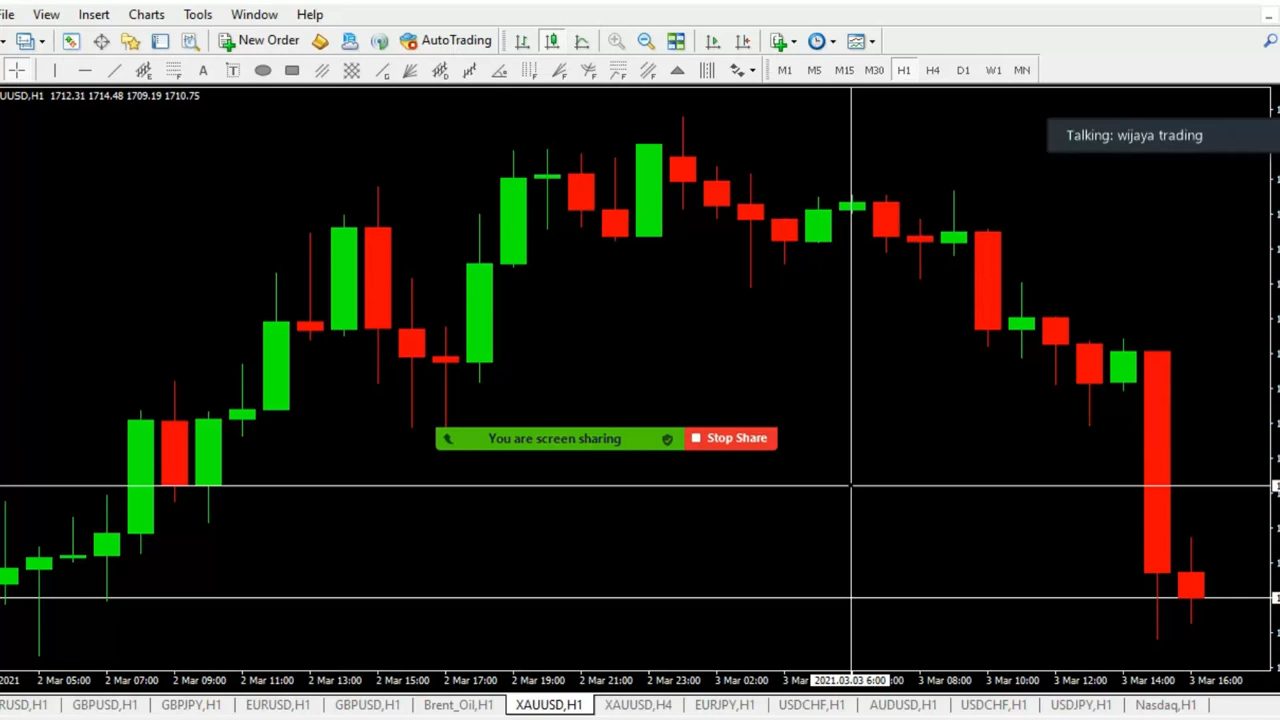 File View Insert Charts Tools Window Help
New Order AutoTrading
A T M1 M5 M15 M30 H1 H4 D1 W1 MN
UUSD,H1 1712.31 1714.48 1709.19 1710.75
Talking: wijaya trading
You are screen sharing Stop Share
2021 2 Mar 05:00 2 Mar 07:00 2 Mar 09:00 2 Mar 11:00 2 Mar 13:00 2 Mar 15:00 2 Mar 17:00 2 Mar 19:00 2 Mar 21:00 2 Mar 23:00 3 Mar 02:00 3 Mar 2021.03.03 6:00 :00 3 Mar 08:00 3 Mar 10:00 3 Mar 12:00 3 Mar 14:00 3 Mar 16:00
RUSD,H1 GBPUSD,H1 GBPJPY,H1 EURUSD,H1 GBPUSD,H1 Brent_Oil,H1 XAUUSD,H1 XAUUSD,H4 EURJPY,H1 USDCHF,H1 AUDUSD,H1 USDCHF,H1 USDJPY,H1 Nasdaq,H1